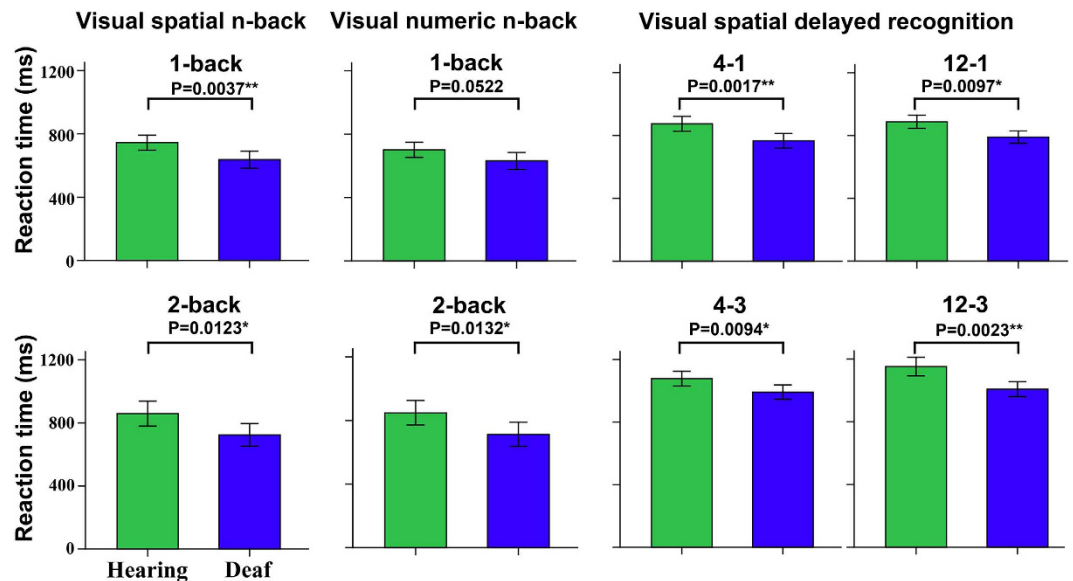 Visual spatial n-back
Visual numeric n-back
Visual spatial delayed recognition
Reaction time (ms)
1200
800
400
0
1-back
P=0.0037**
1-back
P=0.0522
4-1
P=0.0017**
12-1
P=0.0097*
Reaction time (ms)
1200
800
400
0
2-back
P=0.0123*
2-back
P=0.0132*
4-3
P=0.0094*
12-3
P=0.0023**
Hearing Deaf